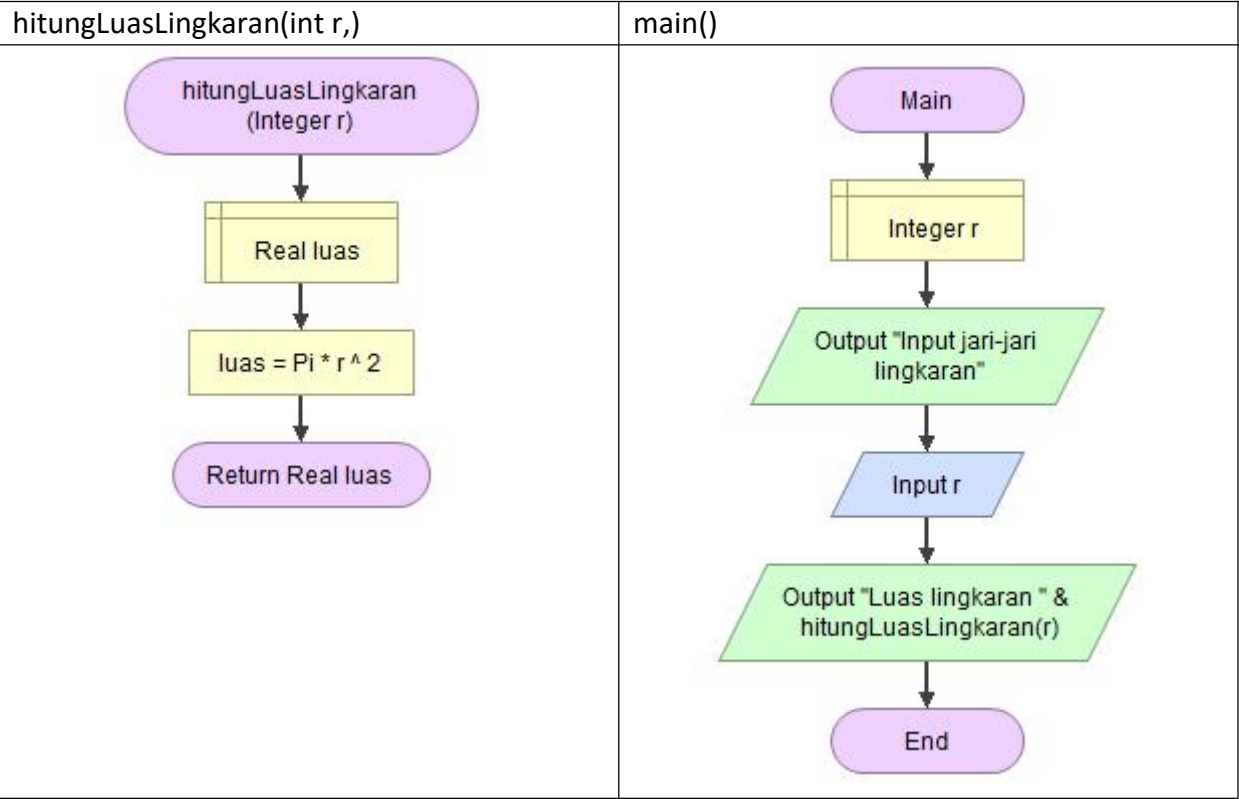 hitungLuasLingkaran(int r,)
hitungLuasLingkaran
(Integer r)
Real luas
luas = Pi * r ^ 2
Return Real luas
main()
Main
Integer r
Output "Input jari-jari
lingkaran"
Input r
Output "Luas lingkaran " &
hitungLuasLingkaran(r)
End